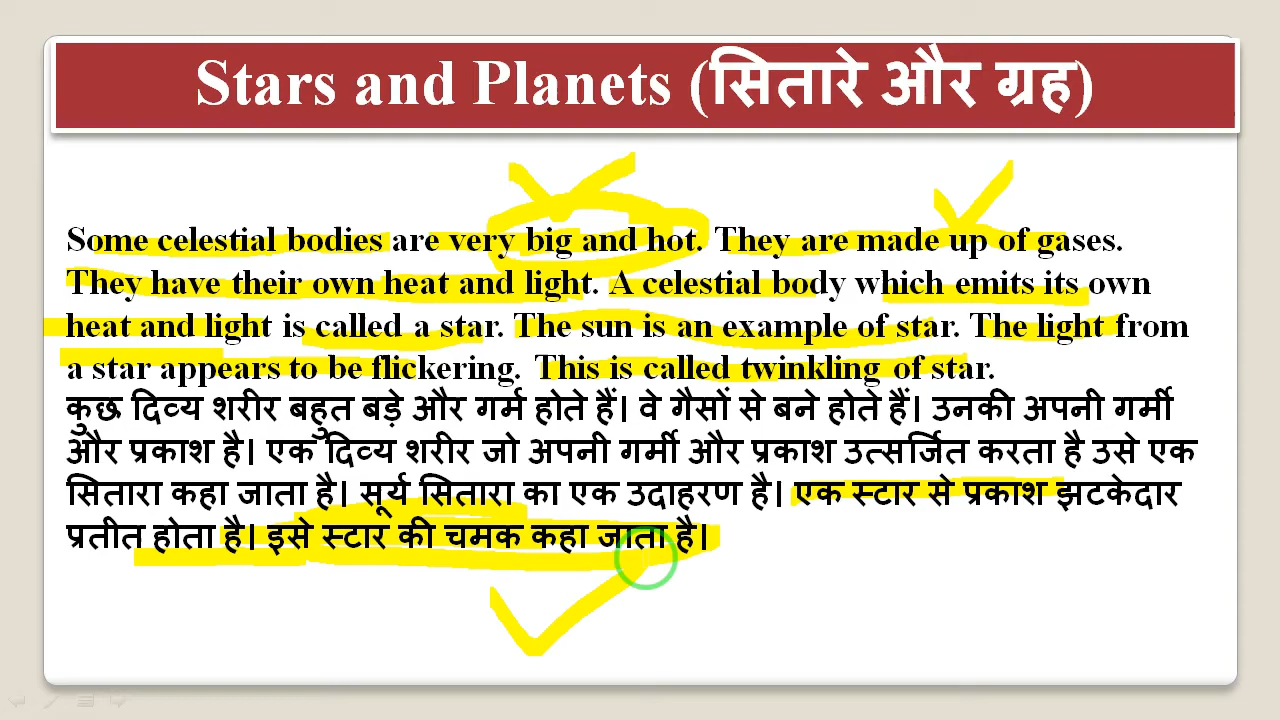 Stars and Planets (सितारे और ग्रह)
Some celestial bodies are very big and hot. They are made up of gases.
They have their own heat and light. A celestial body which emits its own
heat and light is called a star. The sun is an example of star. The light from
a star appears to be flickering. This is called twinkling of star.
कुछ दिव्य शरीर बहुत बड़े और गर्म होते हैं। वे गैसों से बने होते हैं। उनकी अपनी गर्मी
और प्रकाश है। एक दिव्य शरीर जो अपनी गर्मी और प्रकाश उत्सर्जित करता है उसे एक
सितारा कहा जाता है। सूर्य सितारा का एक उदाहरण है। एक स्टार से प्रकाश झटकेदार
प्रतीत होता है। इसे स्टार की चमक कहा जाता है।